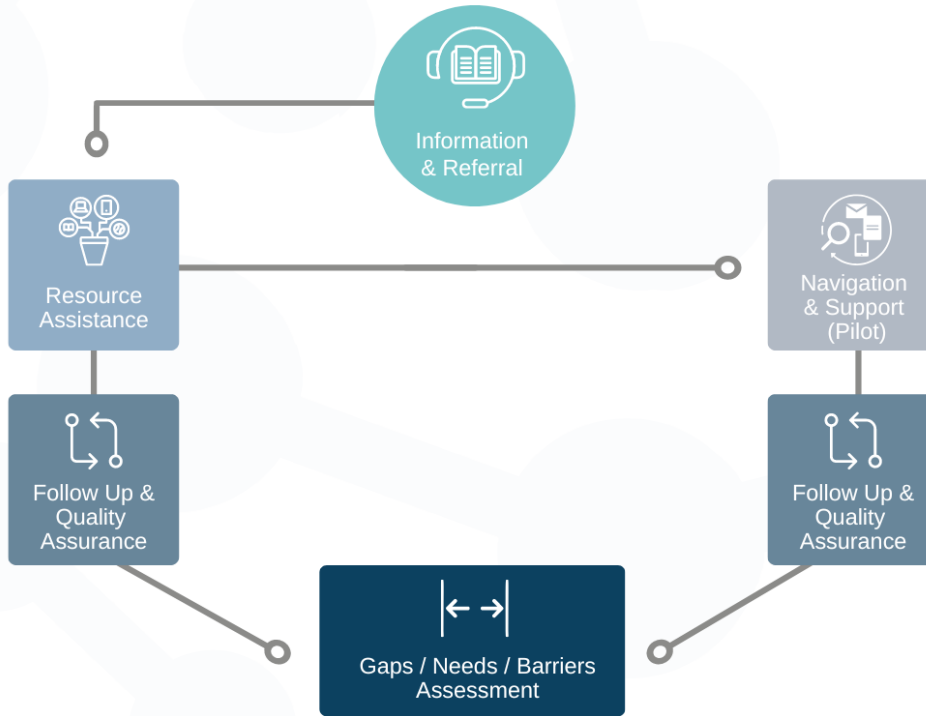 Information
& Referral
Resource
Assistance
Navigation
& Support
(Pilot)
Follow Up &
Quality
Assurance
Follow Up &
Quality
Assurance
Gaps / Needs / Barriers
Assessment